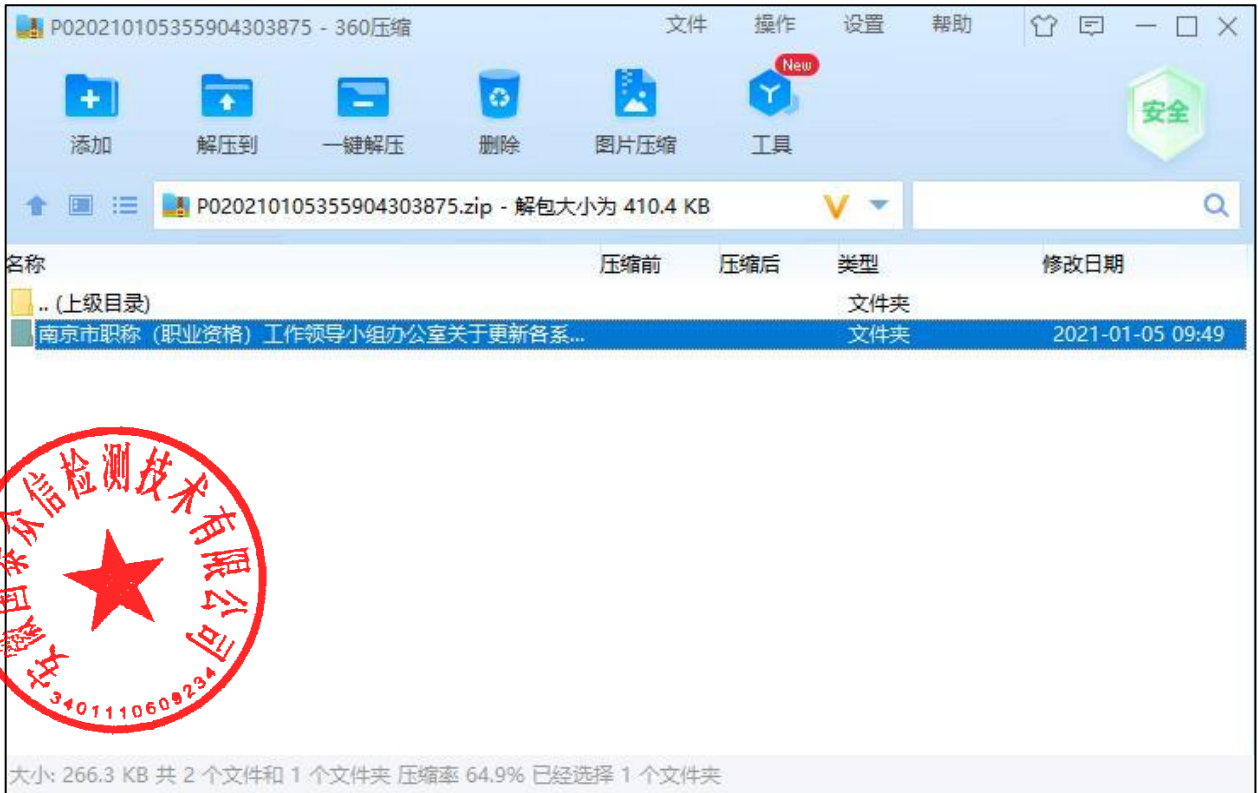 P020210105355904303875 - 360压缩 文件 操作 设置 帮助
New
添加 解压到 一键解压 删除 图片压缩 工具 安全
P020210105355904303875.zip - 解包大小为 410.4 KB
名称 压缩前 压缩后 类型 修改日期
.. (上级目录) 文件夹
南京市职称（职业资格）工作领导小组办公室关于更新各系... 文件夹 2021-01-05 09:49
安徽国泰众信检测技术有限公司
3401110609234
大小: 266.3 KB 共 2 个文件和 1 个文件夹 压缩率 64.9% 已经选择 1 个文件夹